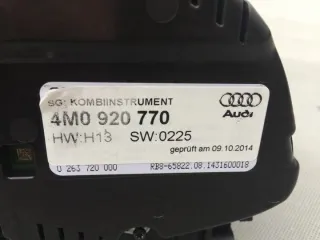 SG: KOMBIINSTRUMENT
4M0 920 770
Audi
HW:H13 SW:0225
geprüft am 09.10.2014
0 263 720 000 RB8-65822.08.1431600018